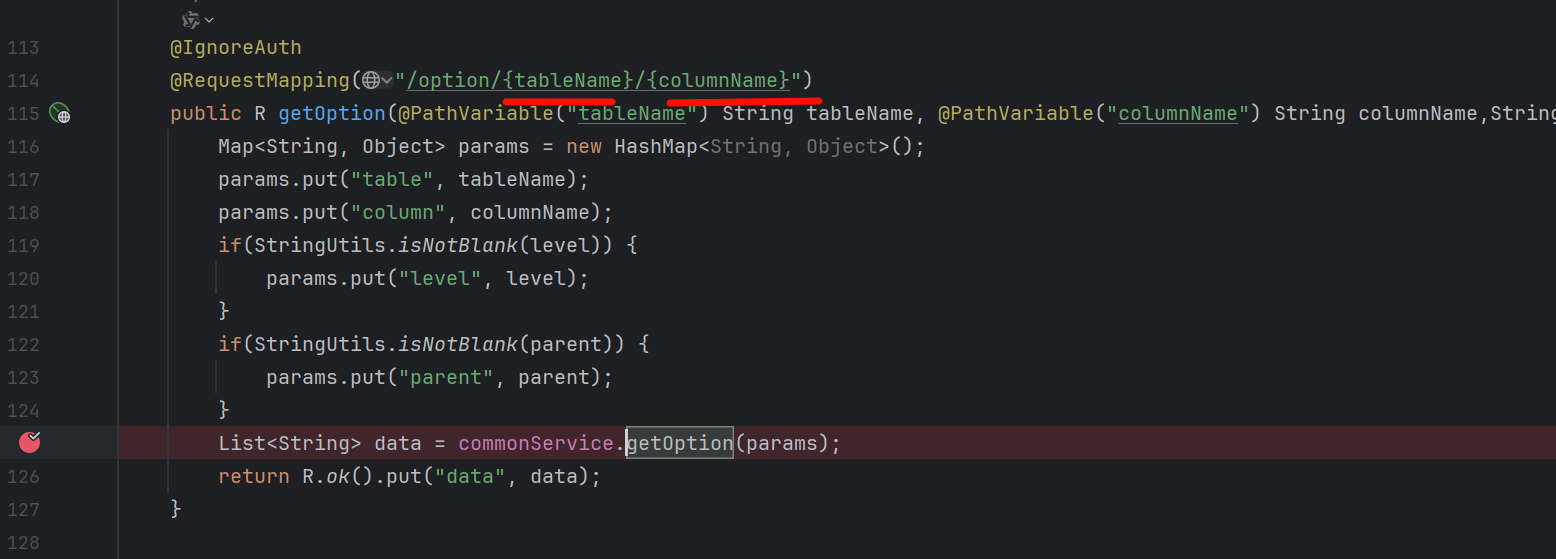 113 @IgnoreAuth
114 @RequestMapping("/option/{tableName}/{columnName}")
115 public R getOption(@PathVariable("tableName") String tableName, @PathVariable("columnName") String columnName,String
116 Map<String, Object> params = new HashMap<String, Object>();
117 params.put("table", tableName);
118 params.put("column", columnName);
119 if(StringUtils.isNotBlank(level)) {
120 params.put("level", level);
121 }
122 if(StringUtils.isNotBlank(parent)) {
123 params.put("parent", parent);
124 }
List<String> data = commonService.getOption(params);
126 return R.ok().put("data", data);
127 }
128